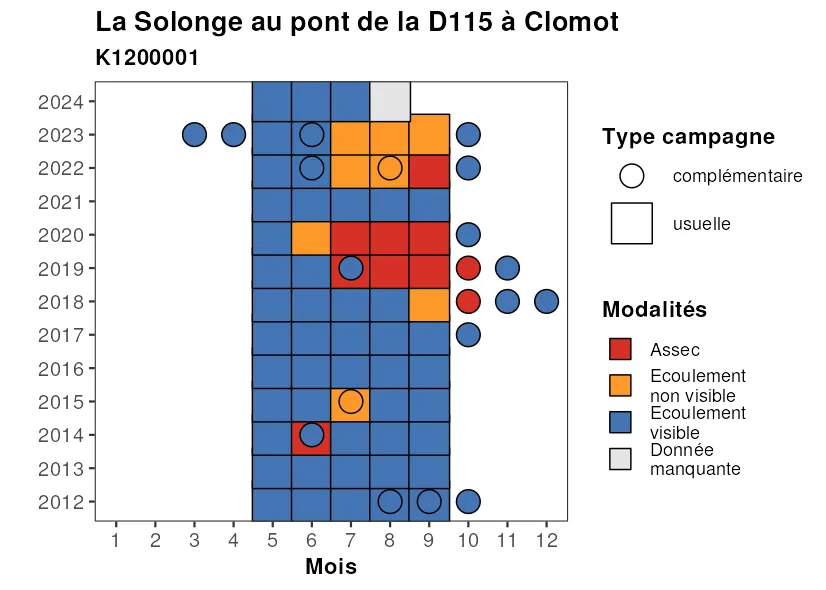 La Solonge au pont de la D115 à Clomot
K1200001
2024
2023
2022
2021
2020
2019
2018
2017
2016
2015
2014
2013
2012
1 2 3 4 5 6 7 8 9 10 11 12
Mois
Type campagne
complémentaire
usuelle
Modalités
Assec
Ecoulement
non visible
Ecoulement
visible
Donnée
manquante